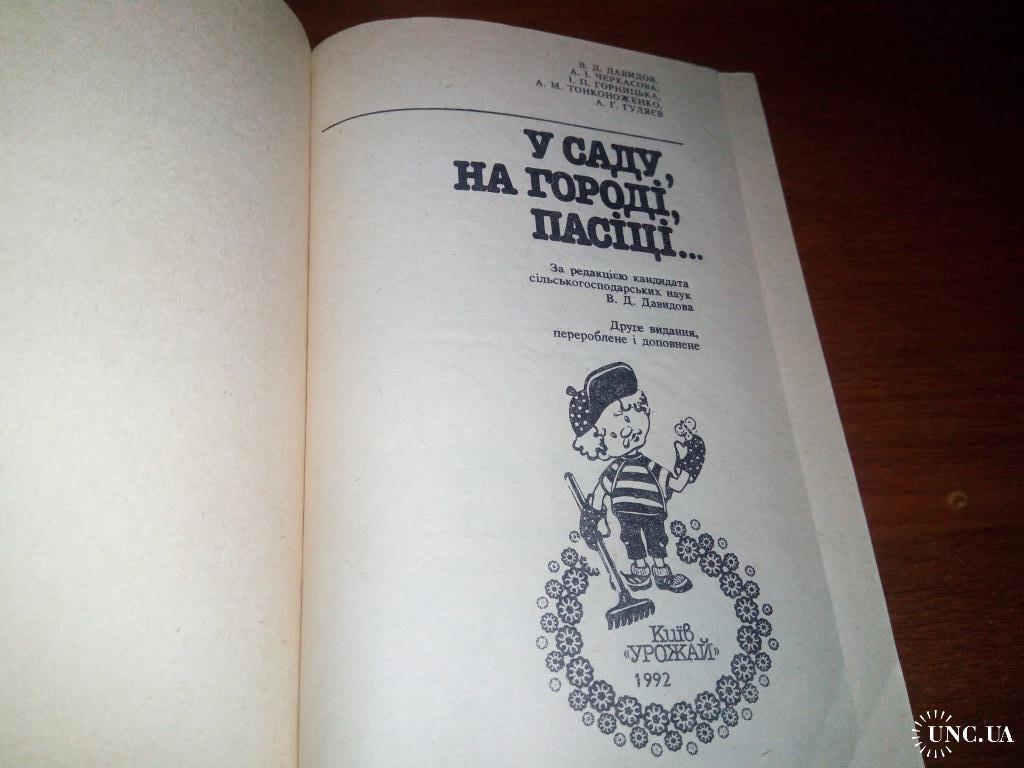 В. Д. ДАВИДОВ,
А. І. ЧЕРКАСОВА,
І. П. ГОРНИЦЬКА,
А. М. ТОНКОНОЖЕНКО,
А. Г. ГУЛЯЄВ
У САДУ,
НА ГОРОДІ,
ПАСІЦІ...
За редакцією кандидата
сільськогосподарських наук
В. Д. Давидова
Друге видання,
перероблене і доповнене
Київ
«УРОЖАЙ»
1992
UNC.UA